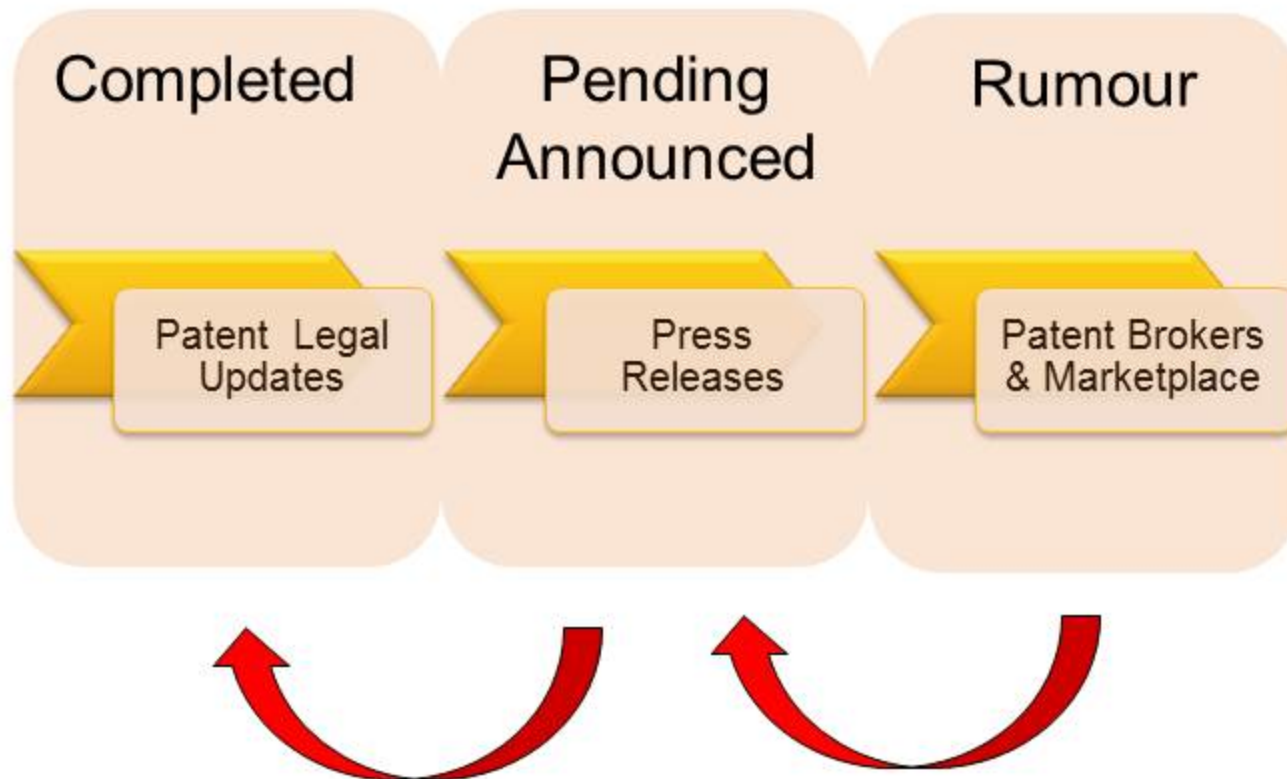 Completed
Pending
Announced
Rumour
Patent Legal
Updates
Press
Releases
Patent Brokers
& Marketplace